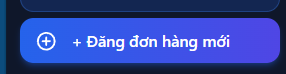 + Đăng đơn hàng mới